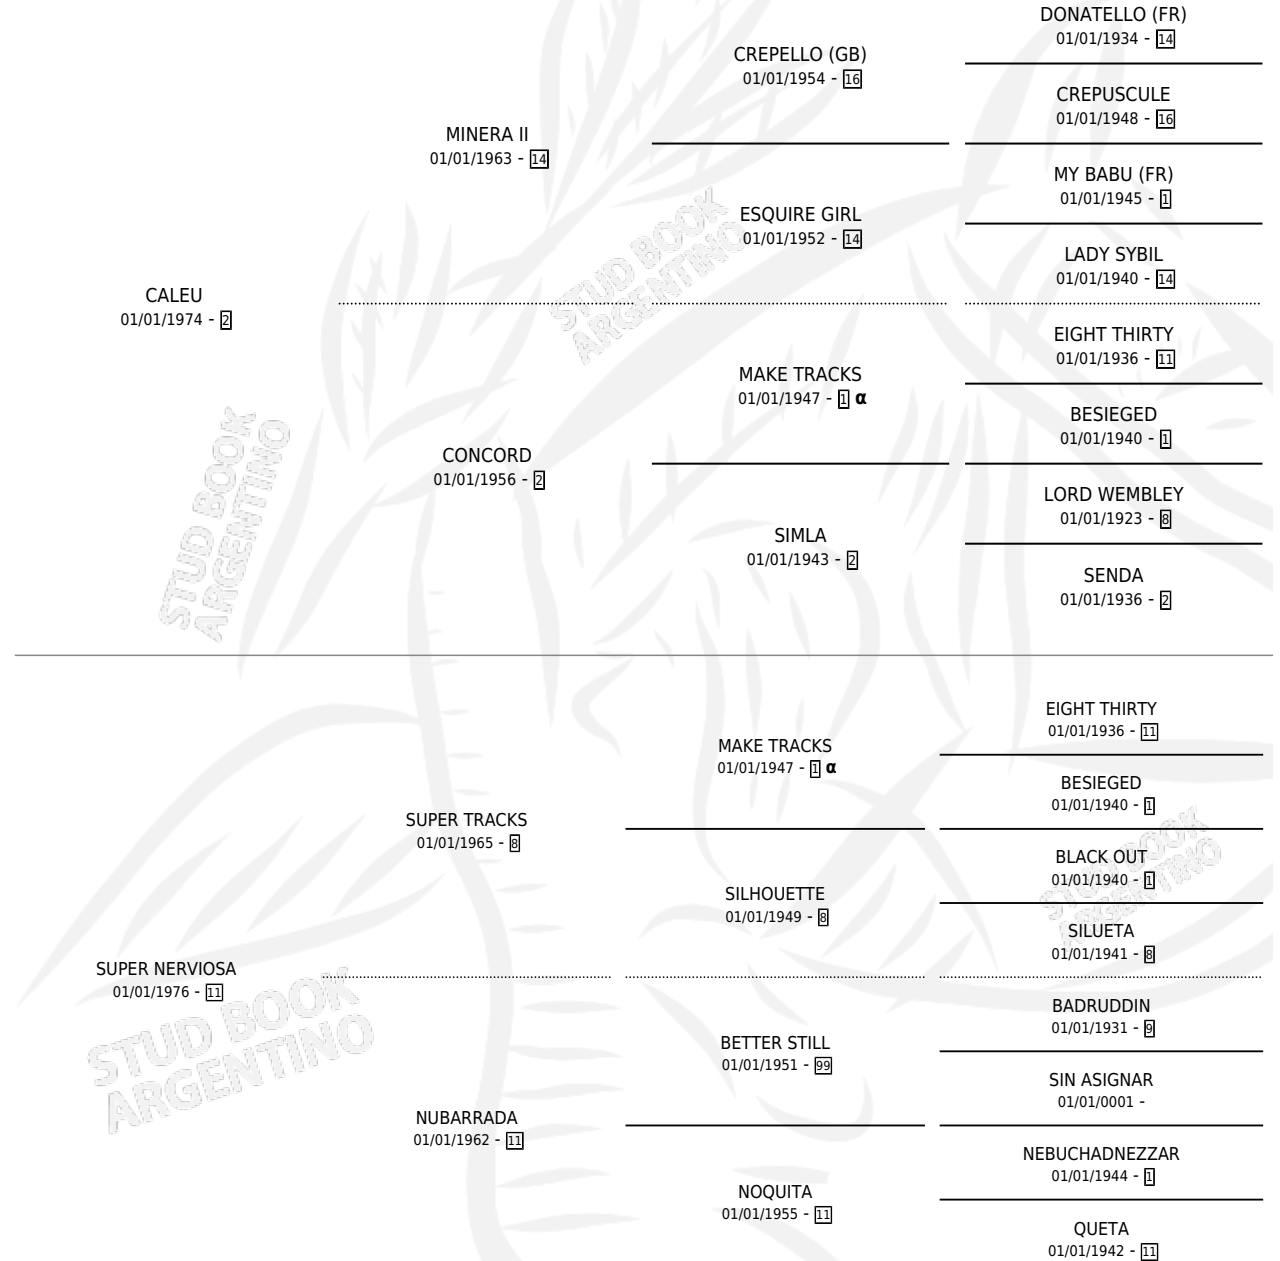 DONATELLO (FR)
01/01/1934 - 14
CREPELLO (GB)
01/01/1954 - 16
CREPUSCULE
01/01/1948 - 16
MINERA II
01/01/1963 - 14
MY BABU (FR)
01/01/1945 - 1
ESQUIRE GIRL
01/01/1952 - 14
LADY SYBIL
01/01/1940 - 14
CALEU
01/01/1974 - 2
EIGHT THIRTY
01/01/1936 - 11
MAKE TRACKS
01/01/1947 - 1 α
BESIEGED
01/01/1940 - 1
CONCORD
01/01/1956 - 2
LORD WEMBLEY
01/01/1923 - 8
SIMLA
01/01/1943 - 2
SENDA
01/01/1936 - 2
EIGHT THIRTY
01/01/1936 - 11
MAKE TRACKS
01/01/1947 - 1 α
BESIEGED
01/01/1940 - 1
SUPER TRACKS
01/01/1965 - 8
BLACK OUT
01/01/1940 - 1
SILHOUETTE
01/01/1949 - 8
SILUETA
01/01/1941 - 8
SUPER NERVIOSA
01/01/1976 - 11
BADRUDDIN
01/01/1931 - 9
BETTER STILL
01/01/1951 - 99
SIN ASIGNAR
01/01/0001 -
NUBARRADA
01/01/1962 - 11
NEBUCHADNEZZAR
01/01/1944 - 1
NOQUITA
01/01/1955 - 11
QUETA
01/01/1942 - 11
STUD BOOK
ARGENTINO
STUD BOOK
ARGENTINO
STUD BOOK
ARGENTINO
STUD BOOK
ARGENTINO